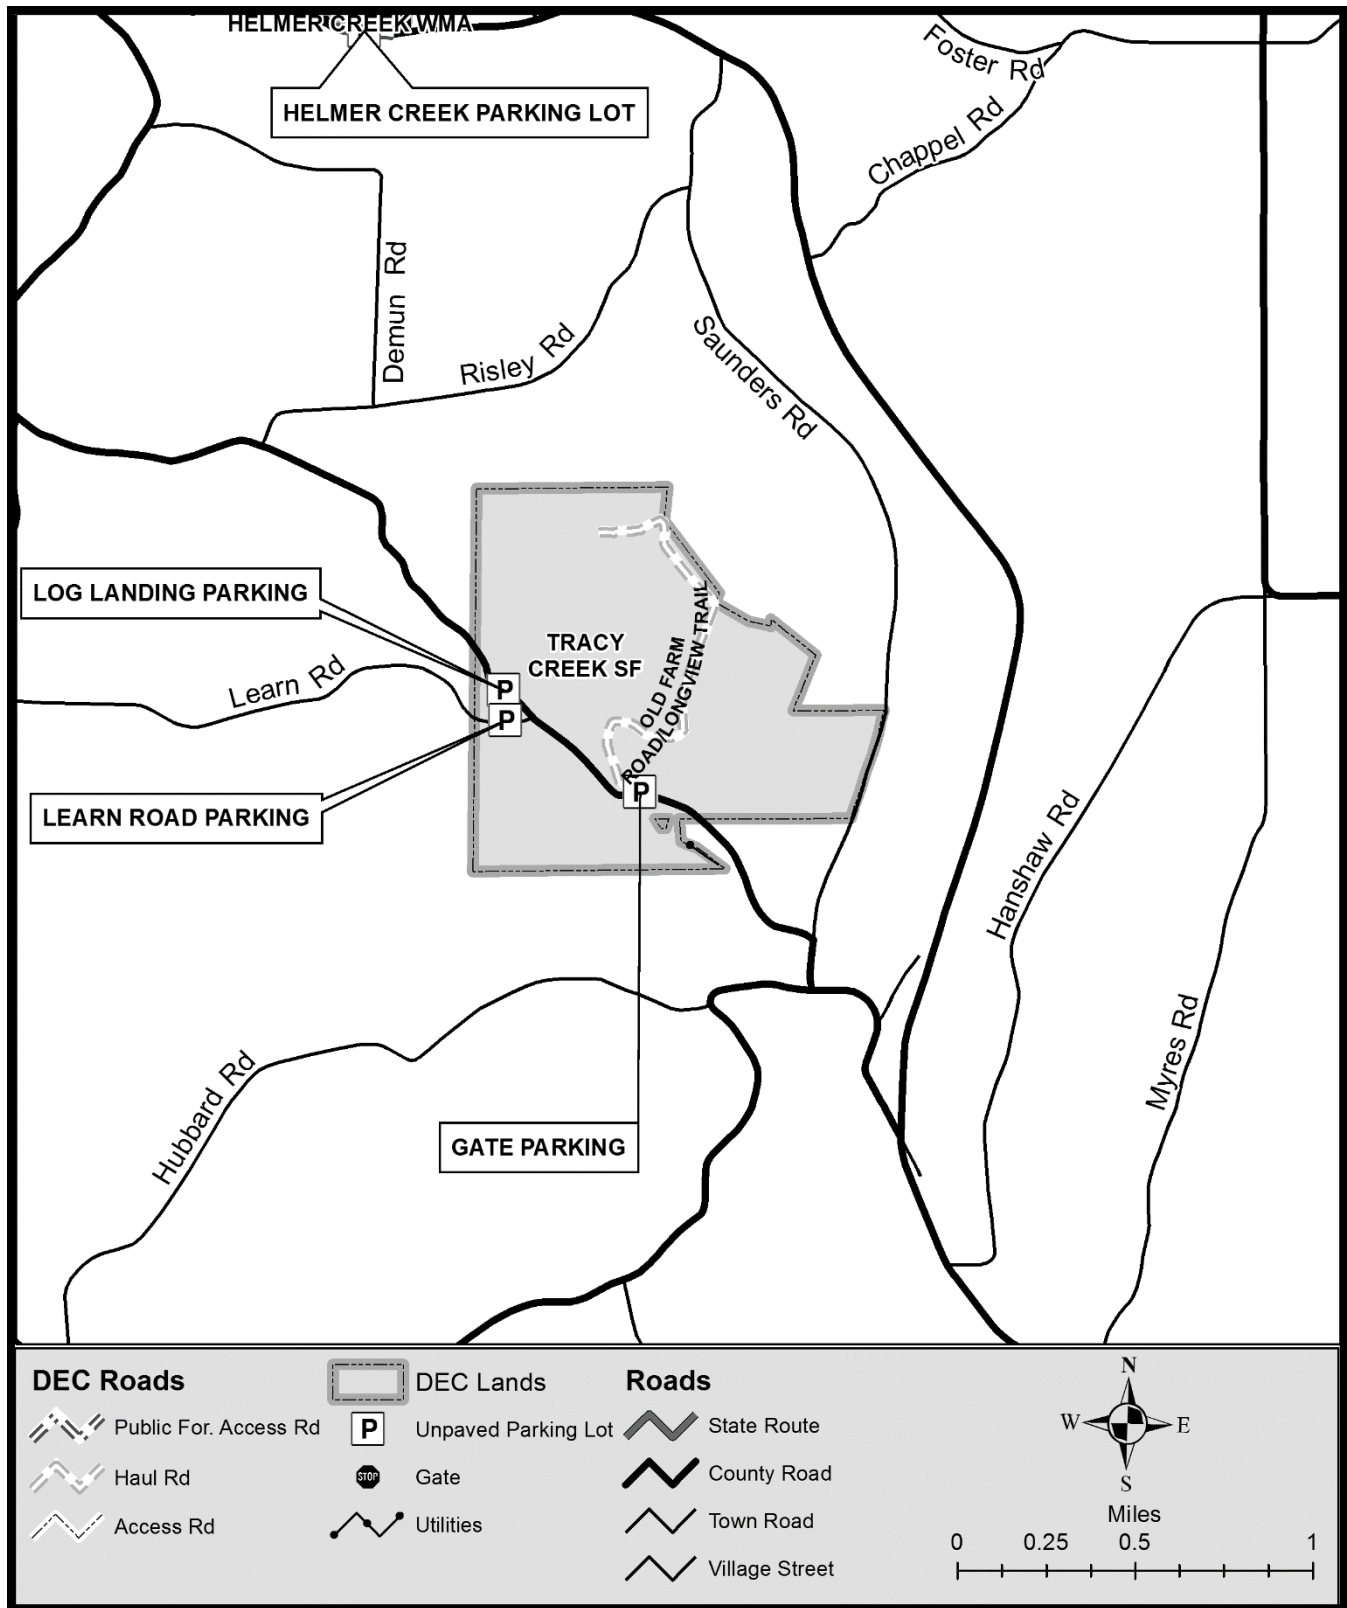 HELMER CREEK WMA
HELMER CREEK PARKING LOT
Foster Rd
Chappel Rd
Demun Rd
Risley Rd
Saunders Rd
LOG LANDING PARKING
TRACY
CREEK SF
OLD FARM
ROAD/LONGVIEW TRAIL
Learn Rd
P
P
P
LEARN ROAD PARKING
Hanshaw Rd
Myres Rd
Hubbard Rd
GATE PARKING
DEC Roads
Public For. Access Rd
Haul Rd
Access Rd
DEC Lands
P Unpaved Parking Lot
STOP Gate
Utilities
Roads
State Route
County Road
Town Road
Village Street
N
W E
S
Miles
0 0.25 0.5 1